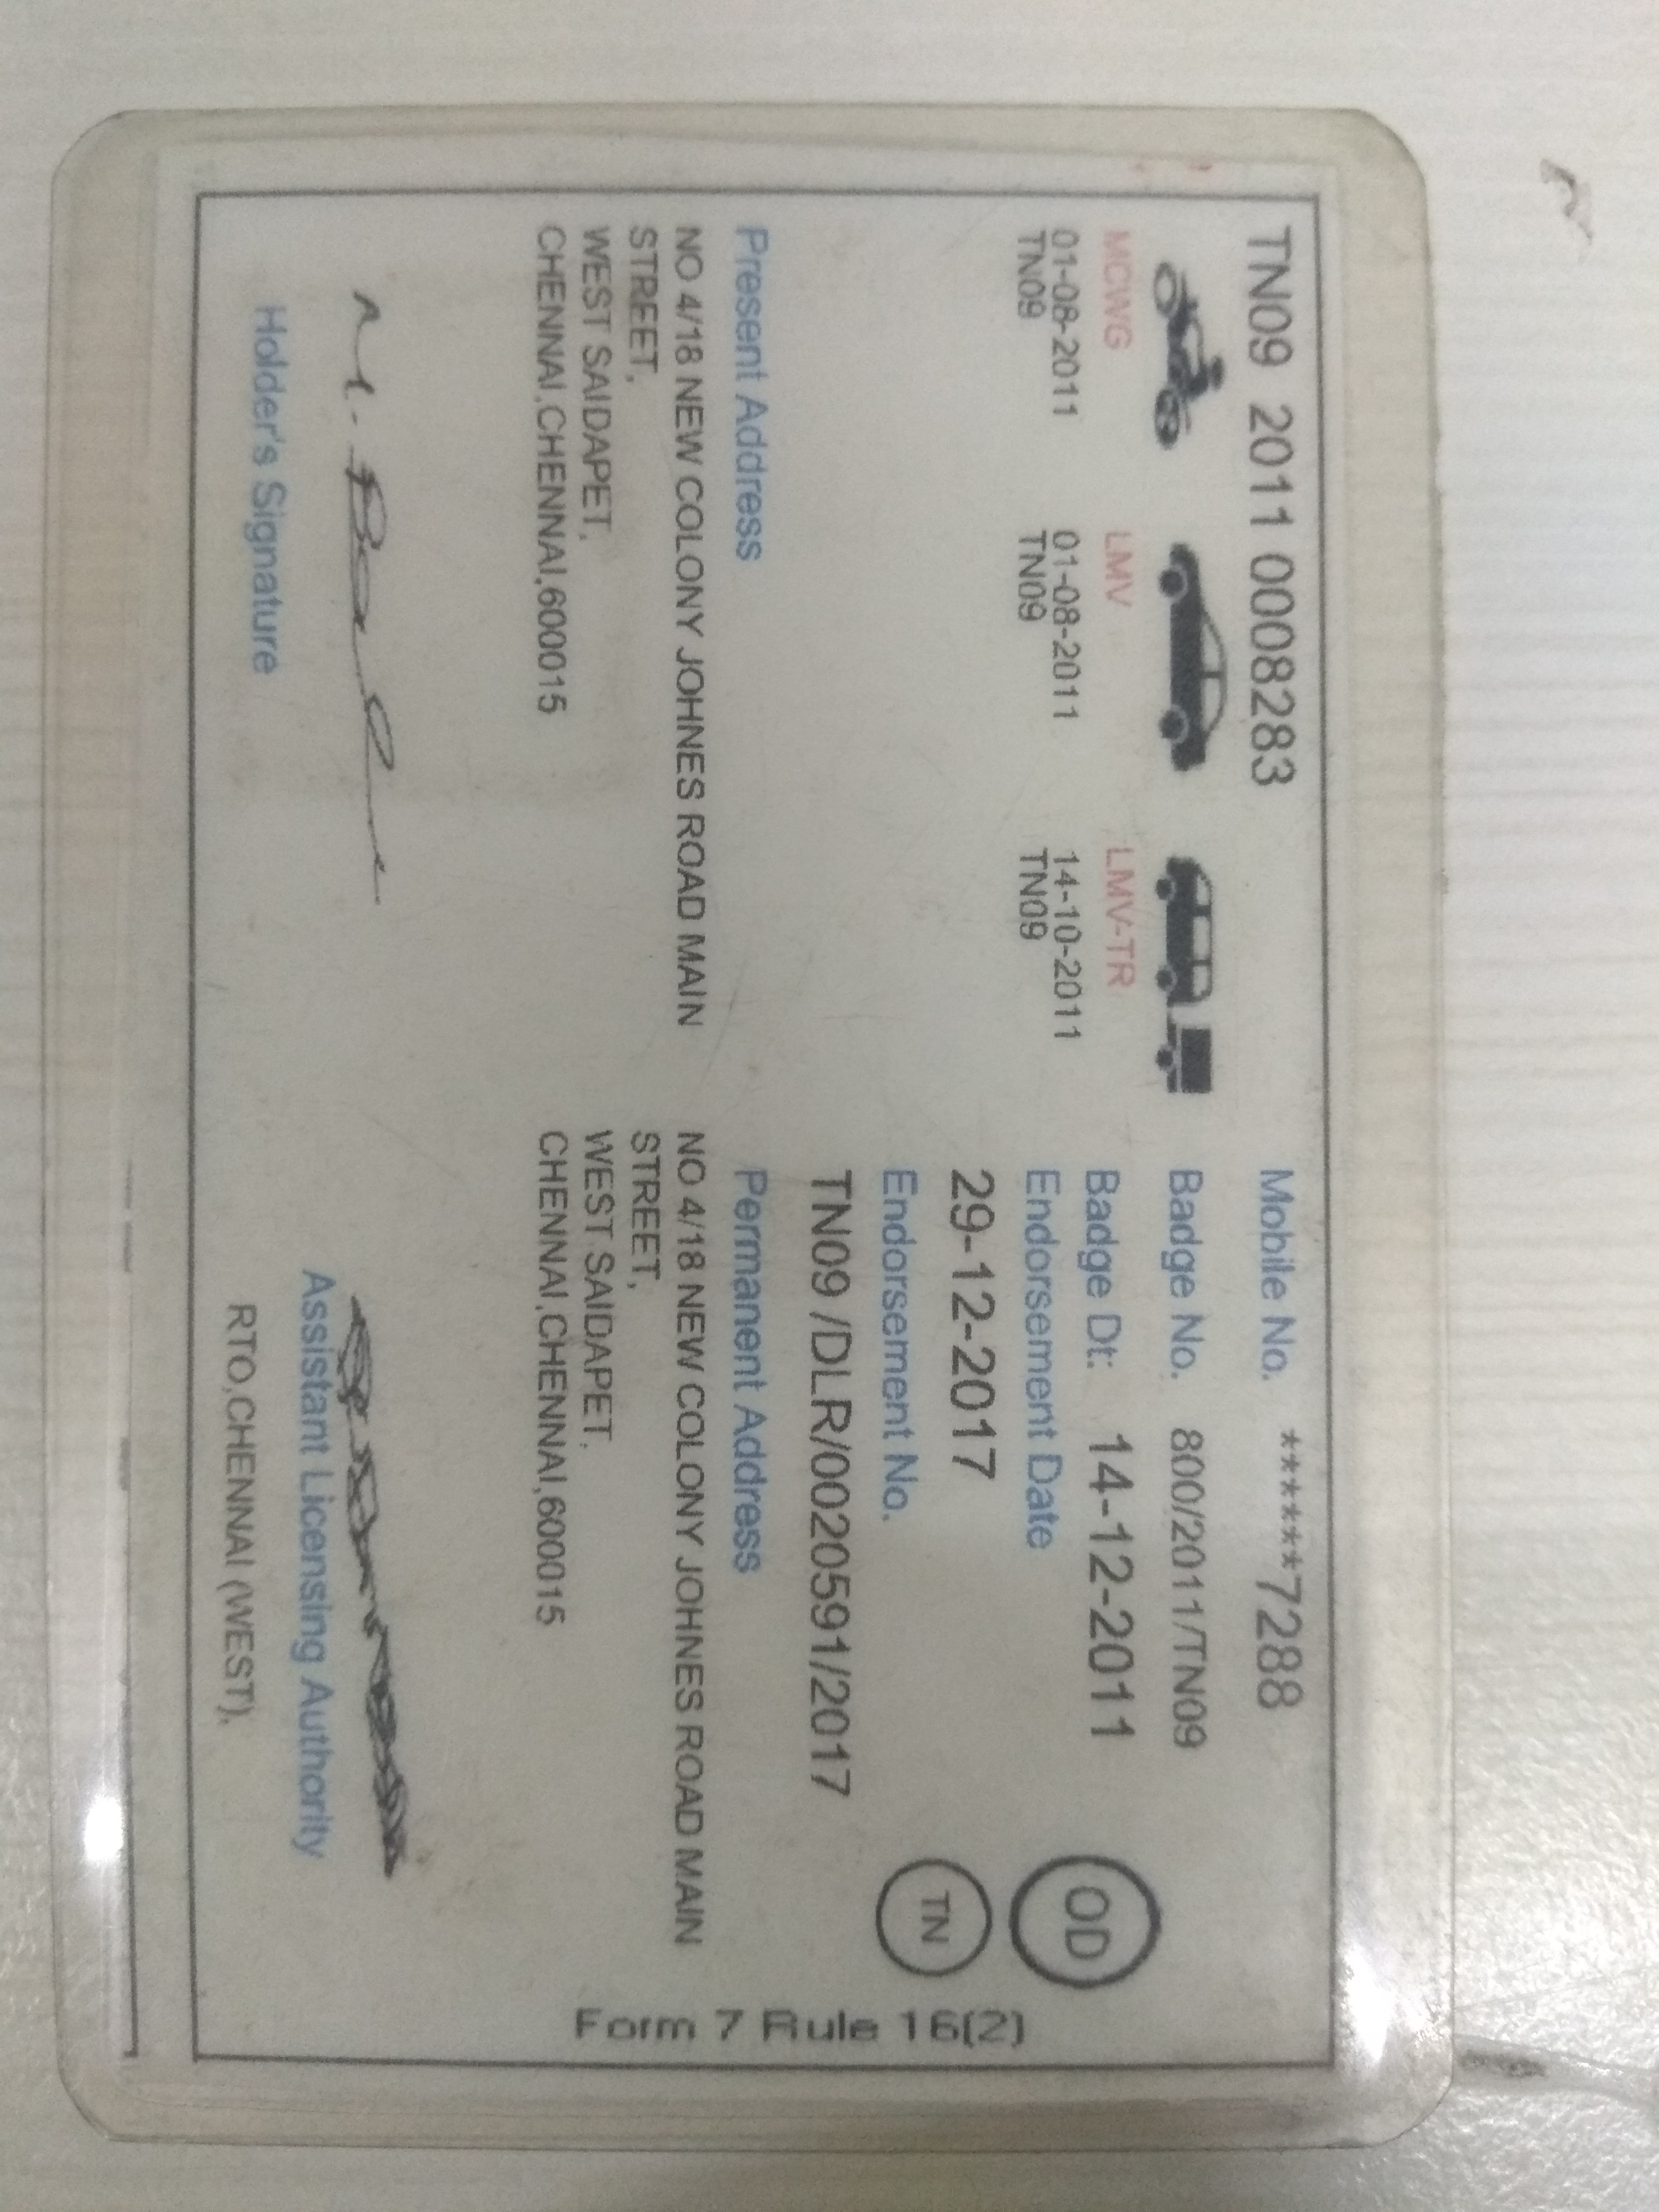 TN09 2011 0008283
Mobile No. ******7288
MCWG LMV LMV-TR
01-08-2011 01-08-2011 14-10-2011
TN09 TN09 TN09
Badge No. 800/2011/TN09
Badge Dt: 14-12-2011
Endorsement Date
29-12-2017
Endorsement No.
TN09 /DLR/0020591/2017
OD
TN
Present Address
NO 4/18 NEW COLONY JOHNES ROAD MAIN
STREET,
WEST SAIDAPET,
CHENNAI,CHENNAI,600015
Permanent Address
NO 4/18 NEW COLONY JOHNES ROAD MAIN
STREET,
WEST SAIDAPET,
CHENNAI,CHENNAI,600015
Holder's Signature
Assistant Licensing Authority
RTO,CHENNAI (WEST).
Form 7 Rule 16(2)